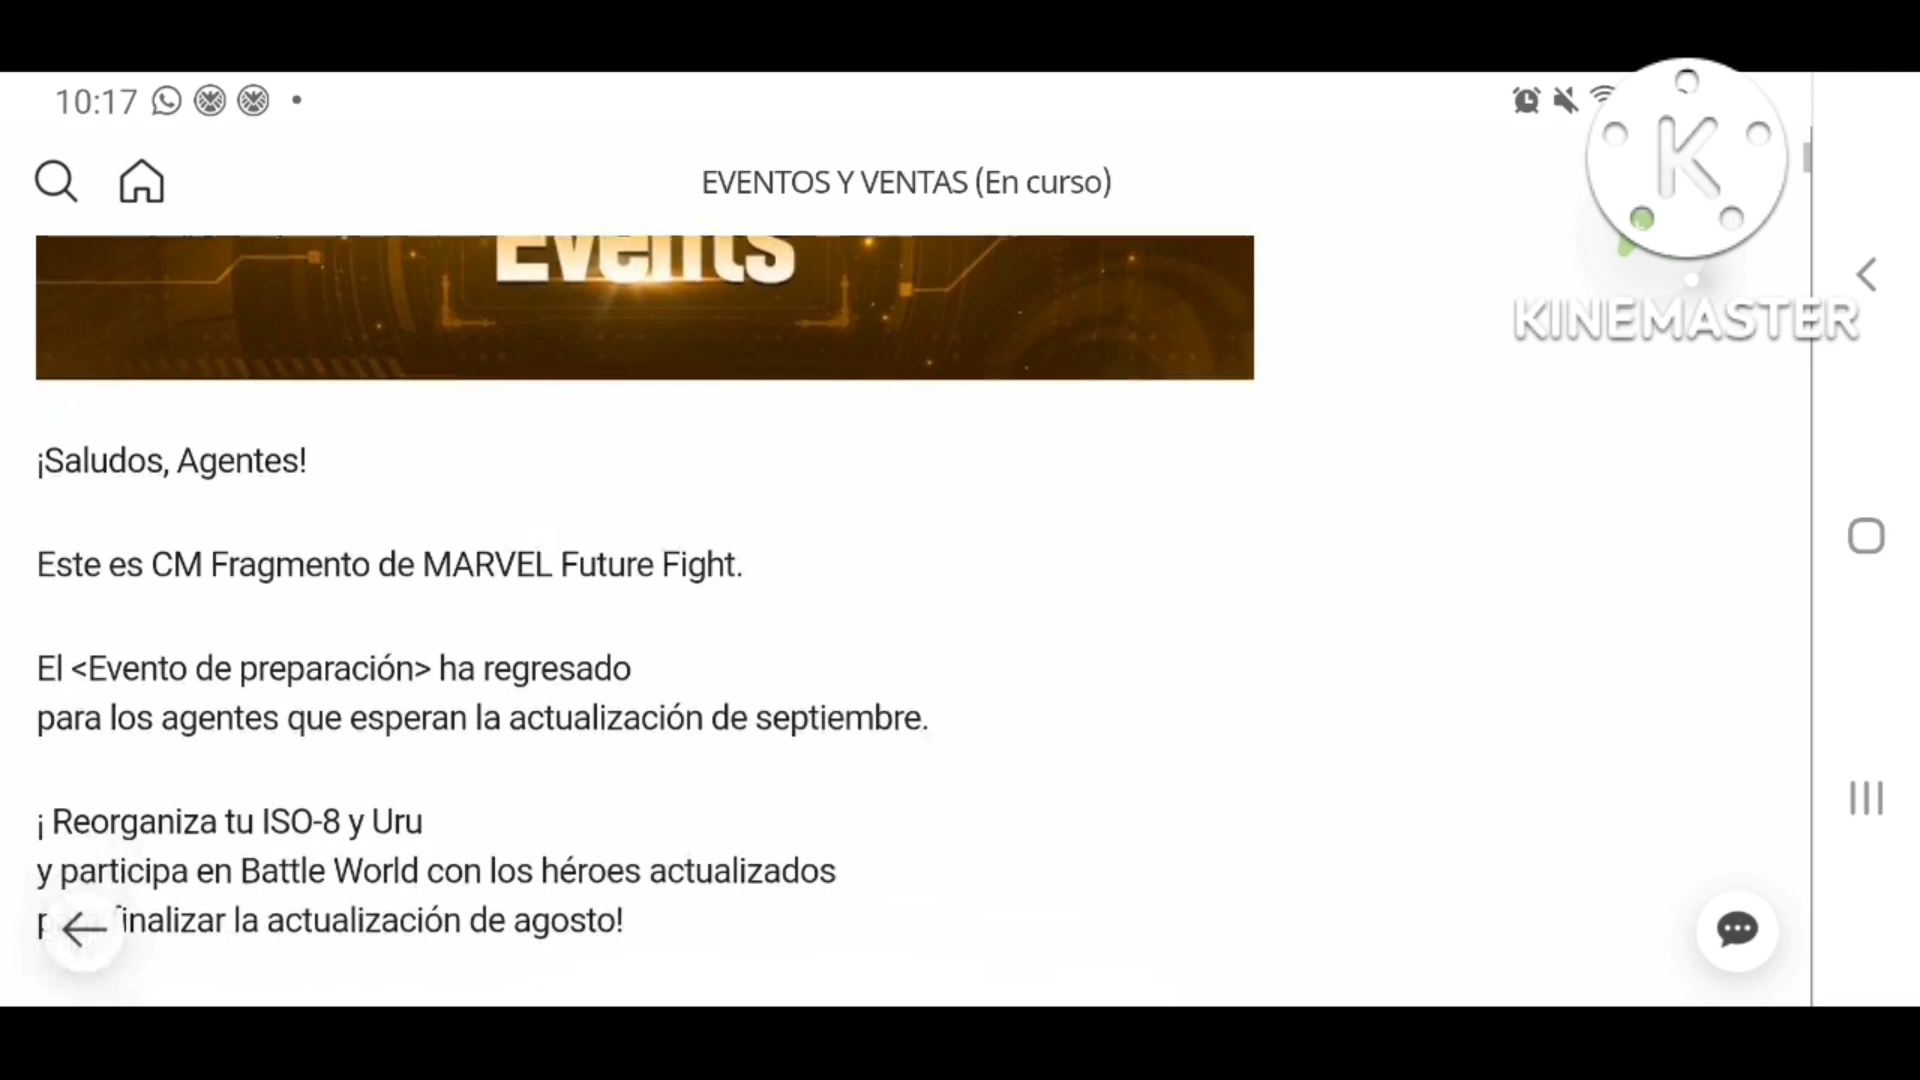 10:17
EVENTOS Y VENTAS (En curso)
KINEMASTER
Events
¡Saludos, Agentes!
Este es CM Fragmento de MARVEL Future Fight.
El <Evento de preparación> ha regresado
para los agentes que esperan la actualización de septiembre.
¡ Reorganiza tu ISO-8 y Uru
y participa en Battle World con los héroes actualizados
finalizar la actualización de agosto!